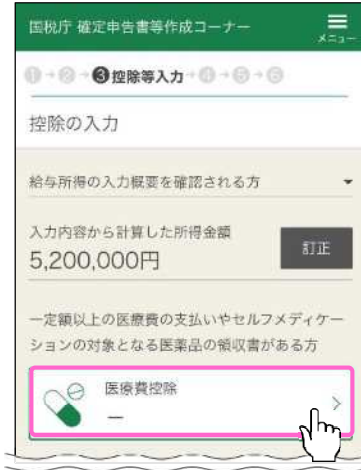 国税庁 確定申告書等作成コーナー
メニュー
❶→❷→❸控除等入力→❹→❺→❻
控除の入力
給与所得の入力概要を確認される方
入力内容から計算した所得金額
5,200,000円
訂正
一定額以上の医療費の支払いやセルフメディケー
ションの対象となる医薬品の領収書がある方
医療費控除
―